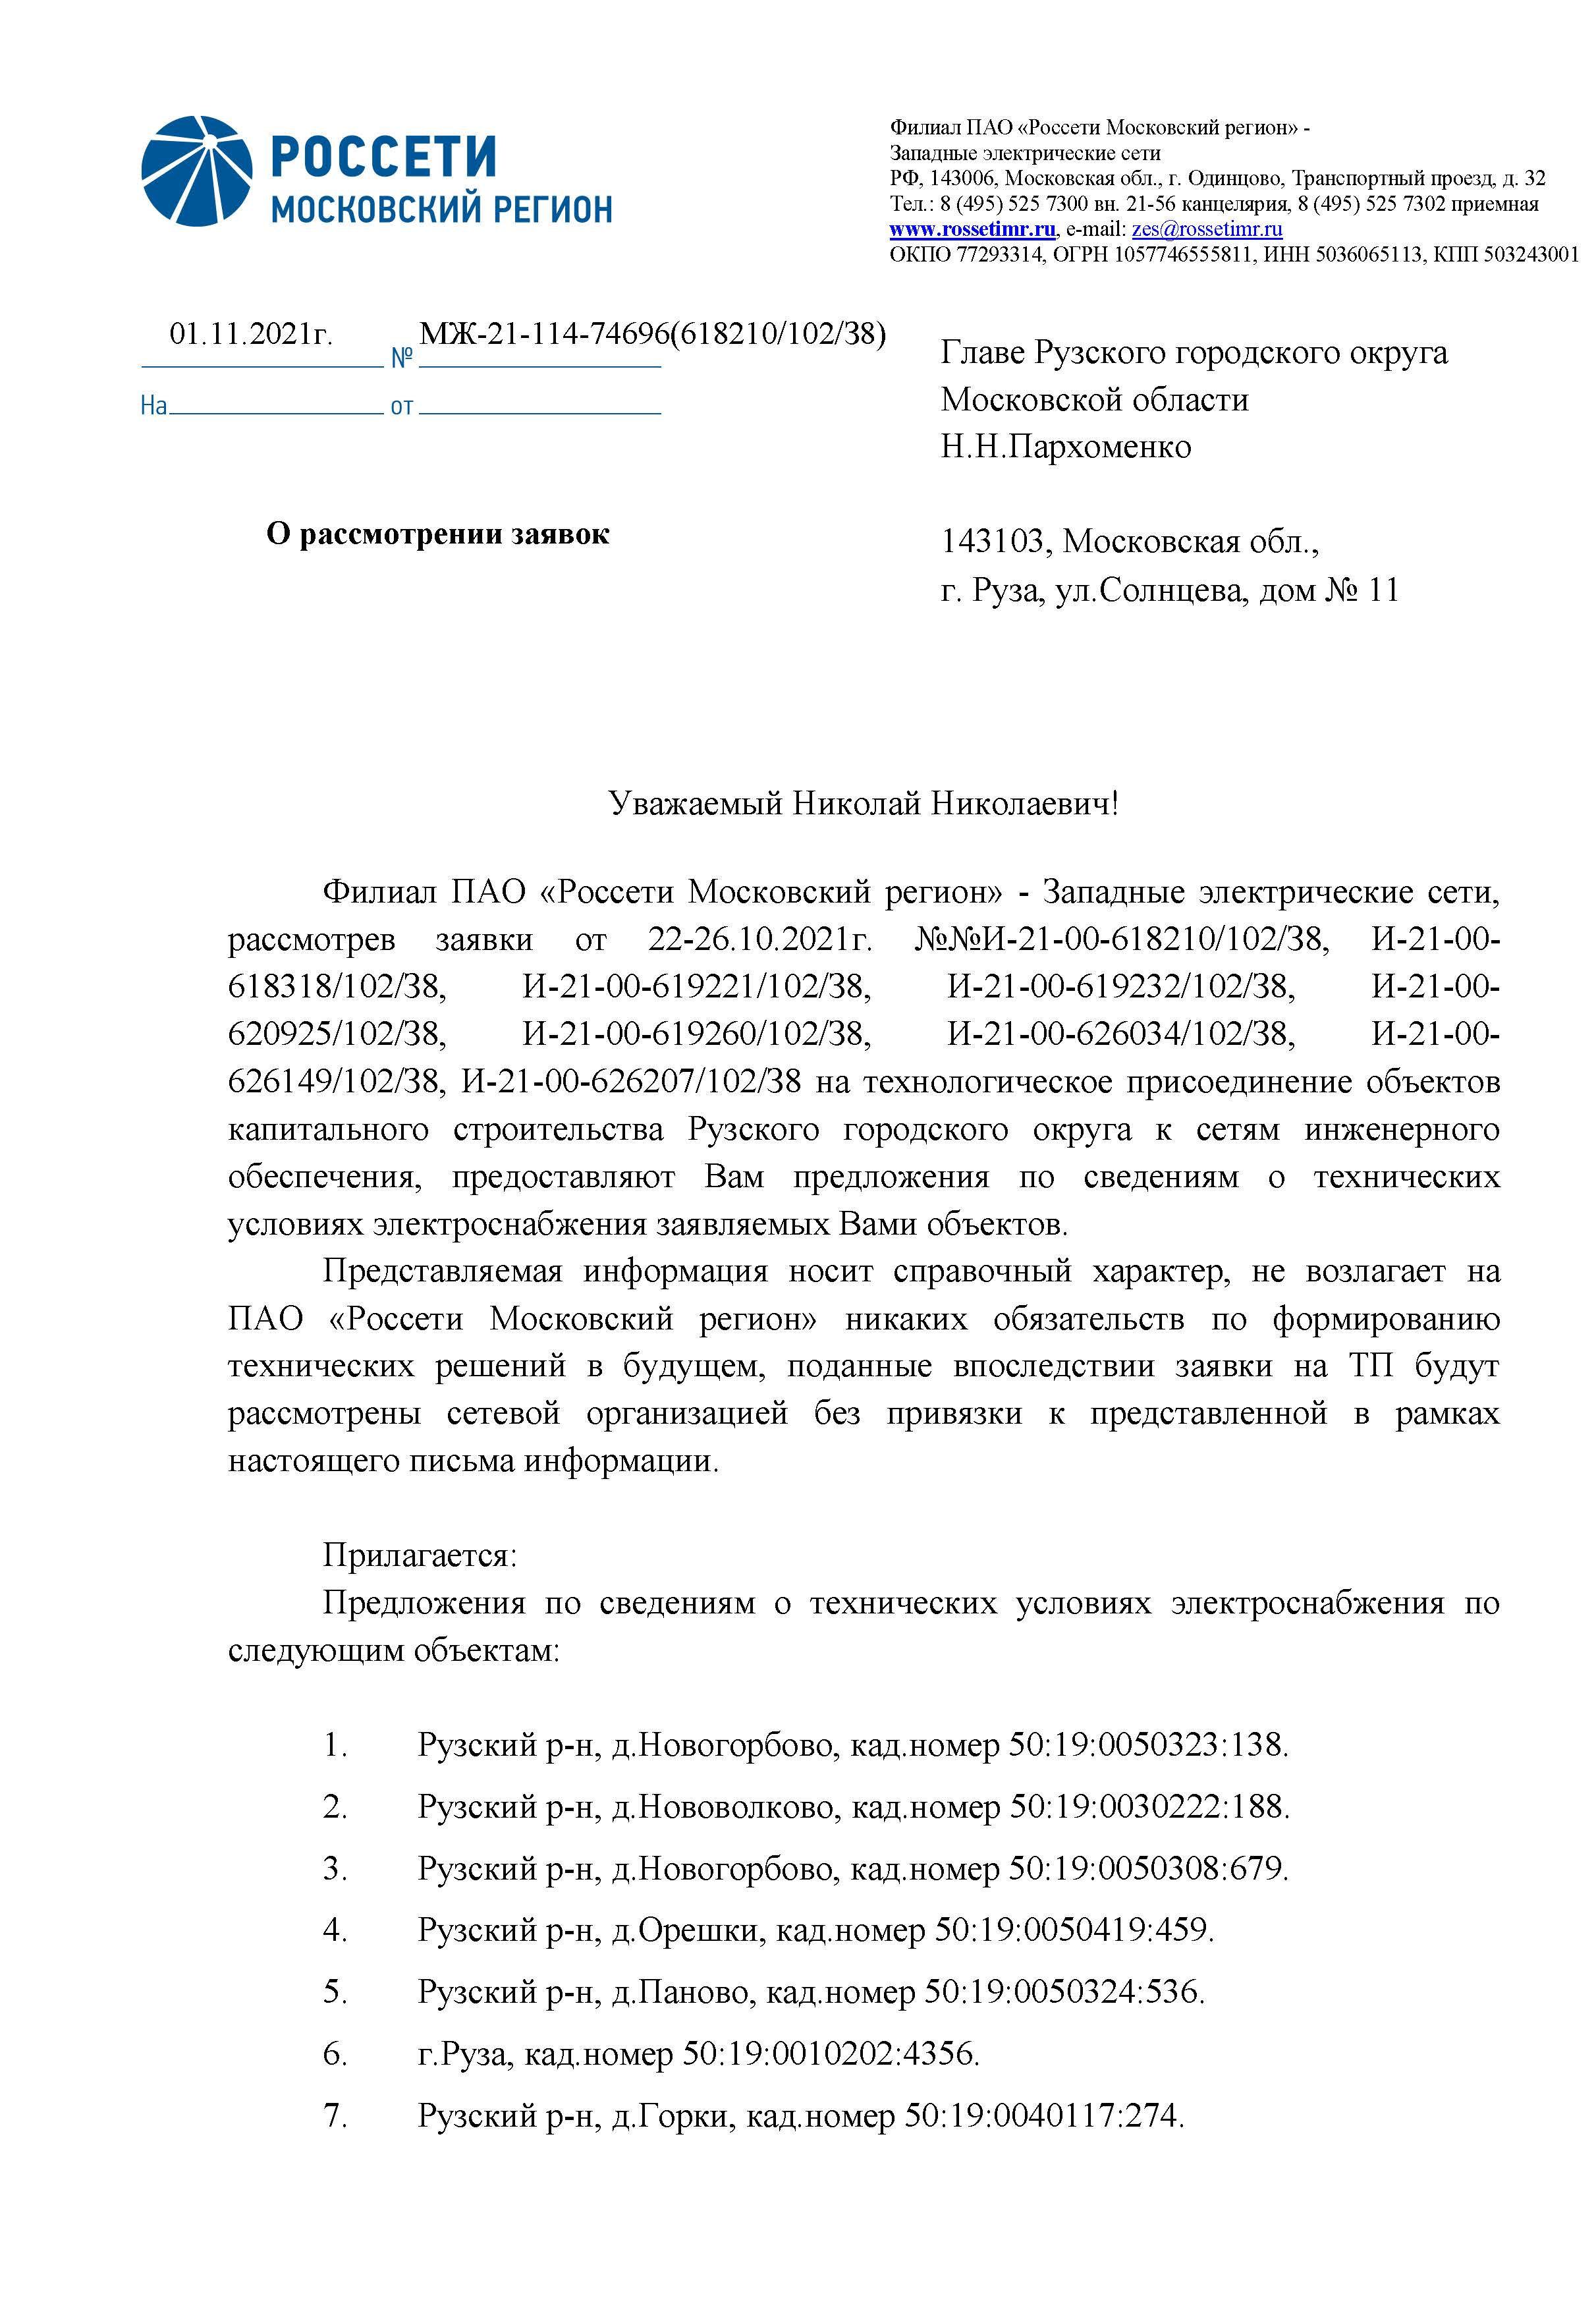 РОССЕТИ
МОСКОВСКИЙ РЕГИОН
Филиал ПАО «Россети Московский регион» -
Западные электрические сети
РФ, 143006, Московская обл., г. Одинцово, Транспортный проезд, д. 32
Тел.: 8 (495) 525 7300 вн. 21-56 канцелярия, 8 (495) 525 7302 приемная
www.rossetimr.ru, e-mail: zes@rossetimr.ru
ОКПО 77293314, ОГРН 1057746555811, ИНН 5036065113, КПП 503243001
01.11.2021г. № МЖ-21-114-74696(618210/102/З8)
На от
Главе Рузского городского округа
Московской области
Н.Н.Пархоменко
О рассмотрении заявок
143103, Московская обл.,
г. Руза, ул.Солнцева, дом № 11
Уважаемый Николай Николаевич!
Филиал ПАО «Россети Московский регион» - Западные электрические сети,
рассмотрев заявки от 22-26.10.2021г. №№И-21-00-618210/102/З8, И-21-00-
618318/102/З8, И-21-00-619221/102/З8, И-21-00-619232/102/З8, И-21-00-
620925/102/З8, И-21-00-619260/102/З8, И-21-00-626034/102/З8, И-21-00-
626149/102/З8, И-21-00-626207/102/З8 на технологическое присоединение объектов
капитального строительства Рузского городского округа к сетям инженерного
обеспечения, предоставляют Вам предложения по сведениям о технических
условиях электроснабжения заявляемых Вами объектов.
Представляемая информация носит справочный характер, не возлагает на
ПАО «Россети Московский регион» никаких обязательств по формированию
технических решений в будущем, поданные впоследствии заявки на ТП будут
рассмотрены сетевой организацией без привязки к представленной в рамках
настоящего письма информации.
Прилагается:
Предложения по сведениям о технических условиях электроснабжения по
следующим объектам:
1. Рузский р-н, д.Новогорбово, кад.номер 50:19:0050323:138.
2. Рузский р-н, д.Нововолково, кад.номер 50:19:0030222:188.
3. Рузский р-н, д.Новогорбово, кад.номер 50:19:0050308:679.
4. Рузский р-н, д.Орешки, кад.номер 50:19:0050419:459.
5. Рузский р-н, д.Паново, кад.номер 50:19:0050324:536.
6. г.Руза, кад.номер 50:19:0010202:4356.
7. Рузский р-н, д.Горки, кад.номер 50:19:0040117:274.